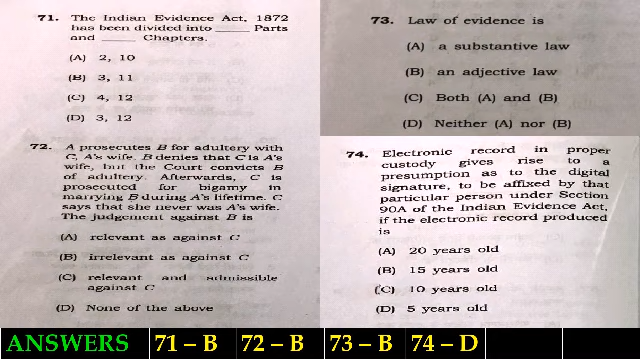 71. The Indian Evidence Act, 1872
has been divided into _____ Parts
and _____ Chapters.
(A) 2, 10
(B) 3, 11
(C) 4, 12
(D) 3, 12
72. A prosecutes B for adultery with
C, A's wife. B denies that C is A's
wife, but the Court convicts B
of adultery. Afterwards, C is
prosecuted for bigamy in
marrying B during A's lifetime. C
says that she never was A's wife.
The judgement against B is
(A) relevant as against C
(B) irrelevant as against C
(C) relevant and admissible
against C
(D) None of the above
73. Law of evidence is
(A) a substantive law
(B) an adjective law
(C) Both (A) and (B)
(D) Neither (A) nor (B)
74. Electronic record in proper
custody gives rise to a
presumption as to the digital
signature, to be affixed by that
particular person under Section
90A of the Indian Evidence Act,
if the electronic record produced
is
(A) 20 years old
(B) 15 years old
(C) 10 years old
(D) 5 years old
ANSWERS 71 – B 72 – B 73 – B 74 – D